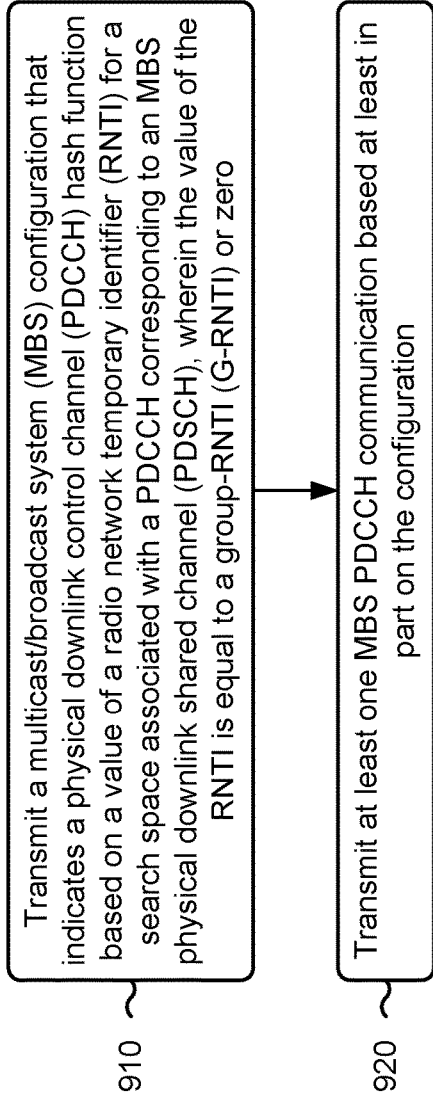 910
Transmit a multicast/broadcast system (MBS) configuration that
indicates a physical downlink control channel (PDCCH) hash function
based on a value of a radio network temporary identifier (RNTI) for a
search space associated with a PDCCH corresponding to an MBS
physical downlink shared channel (PDSCH), wherein the value of the
RNTI is equal to a group-RNTI (G-RNTI) or zero
920
Transmit at least one MBS PDCCH communication based at least in
part on the configuration